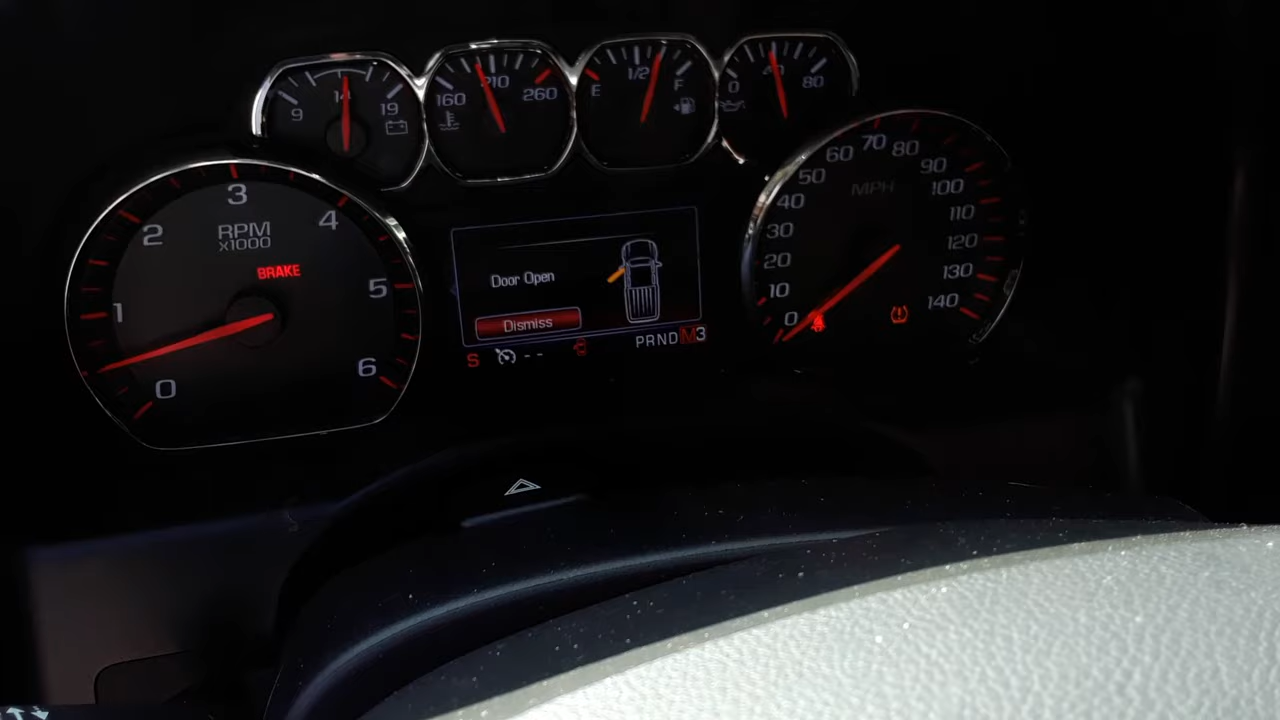 9 14 19
160 210 260
E 1/2 F
0 40 80
0 1 2 3 4 5 6
RPM
x1000
BRAKE
Door Open
Dismiss
S -- PRNDM3
0 10 20 30 40 50 60 70 80 90 100 110 120 130 140
MPH